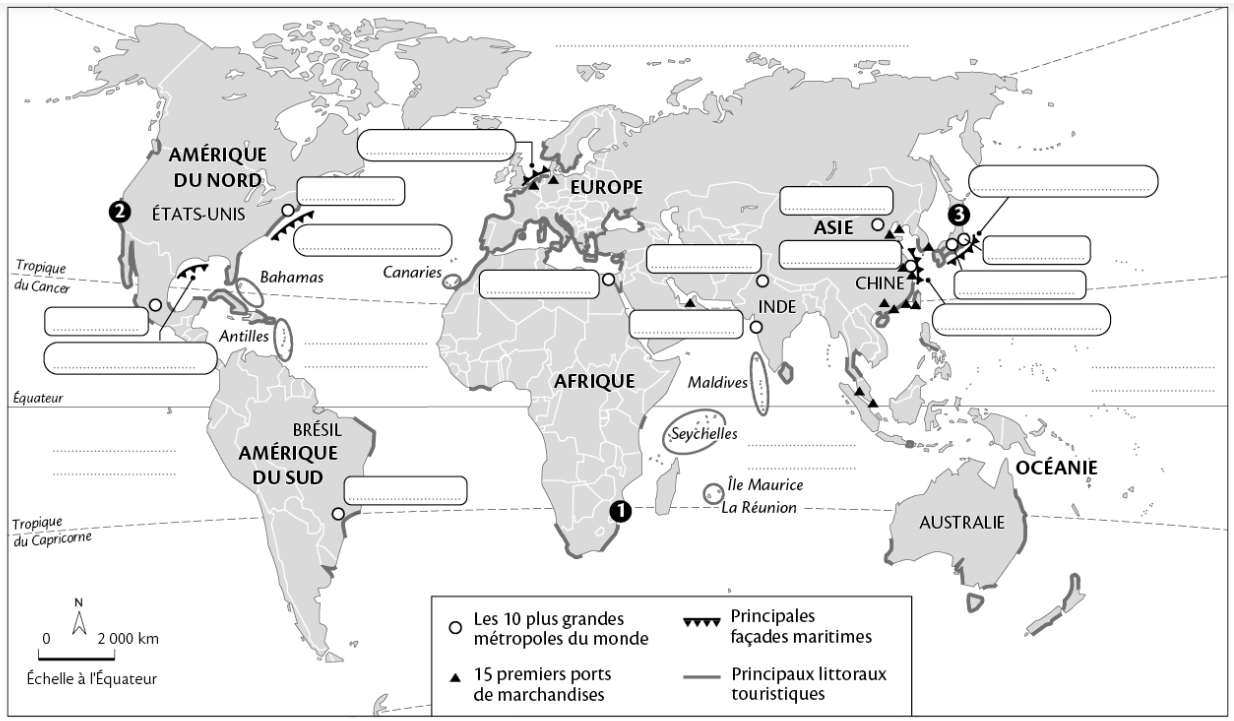 AMÉRIQUE
DU NORD
EUROPE
2
ÉTATS-UNIS
3
ASIE
Tropique
du Cancer
Bahamas
Canaries
CHINE
INDE
Antilles
AFRIQUE
Maldives
Équateur
BRÉSIL
Seychelles
AMÉRIQUE
DU SUD
OCÉANIE
Île Maurice
La Réunion
1
Tropique
du Capricorne
AUSTRALIE
N
0 2 000 km
Échelle à l'Équateur
Les 10 plus grandes
métropoles du monde
15 premiers ports
de marchandises
Principales
façades maritimes
Principaux littoraux
touristiques